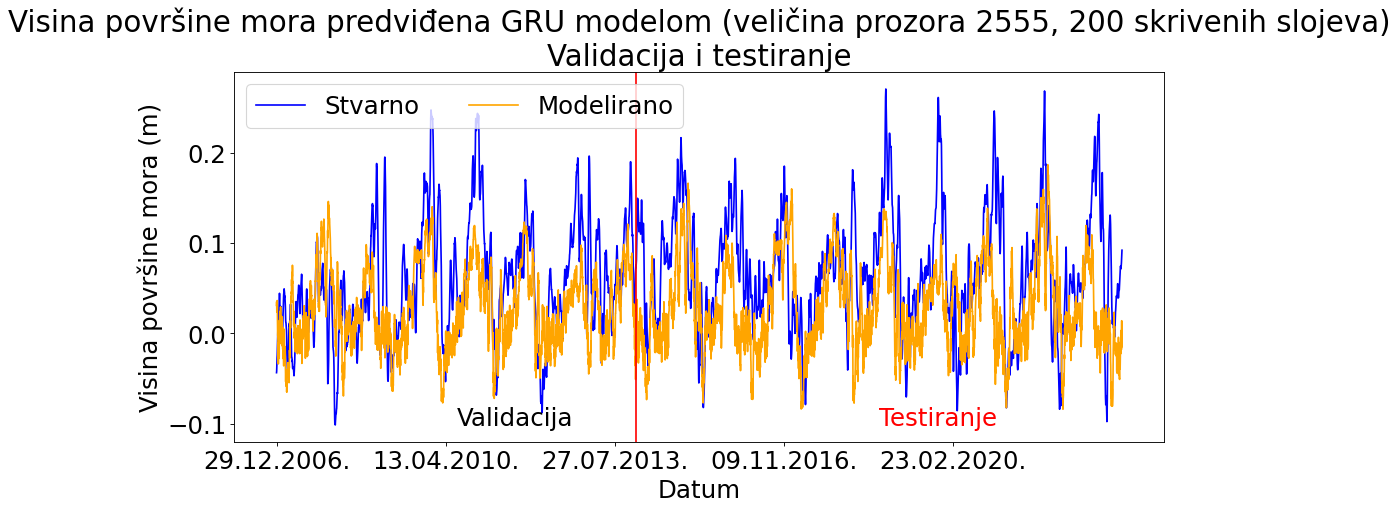 Visina površine mora predviđena GRU modelom (veličina prozora 2555, 200 skrivenih slojeva)
Validacija i testiranje
Stvarno
Modelirano
Visina površine mora (m)
0.2
0.1
0.0
−0.1
Validacija
Testiranje
29.12.2006.
13.04.2010.
27.07.2013.
09.11.2016.
23.02.2020.
Datum